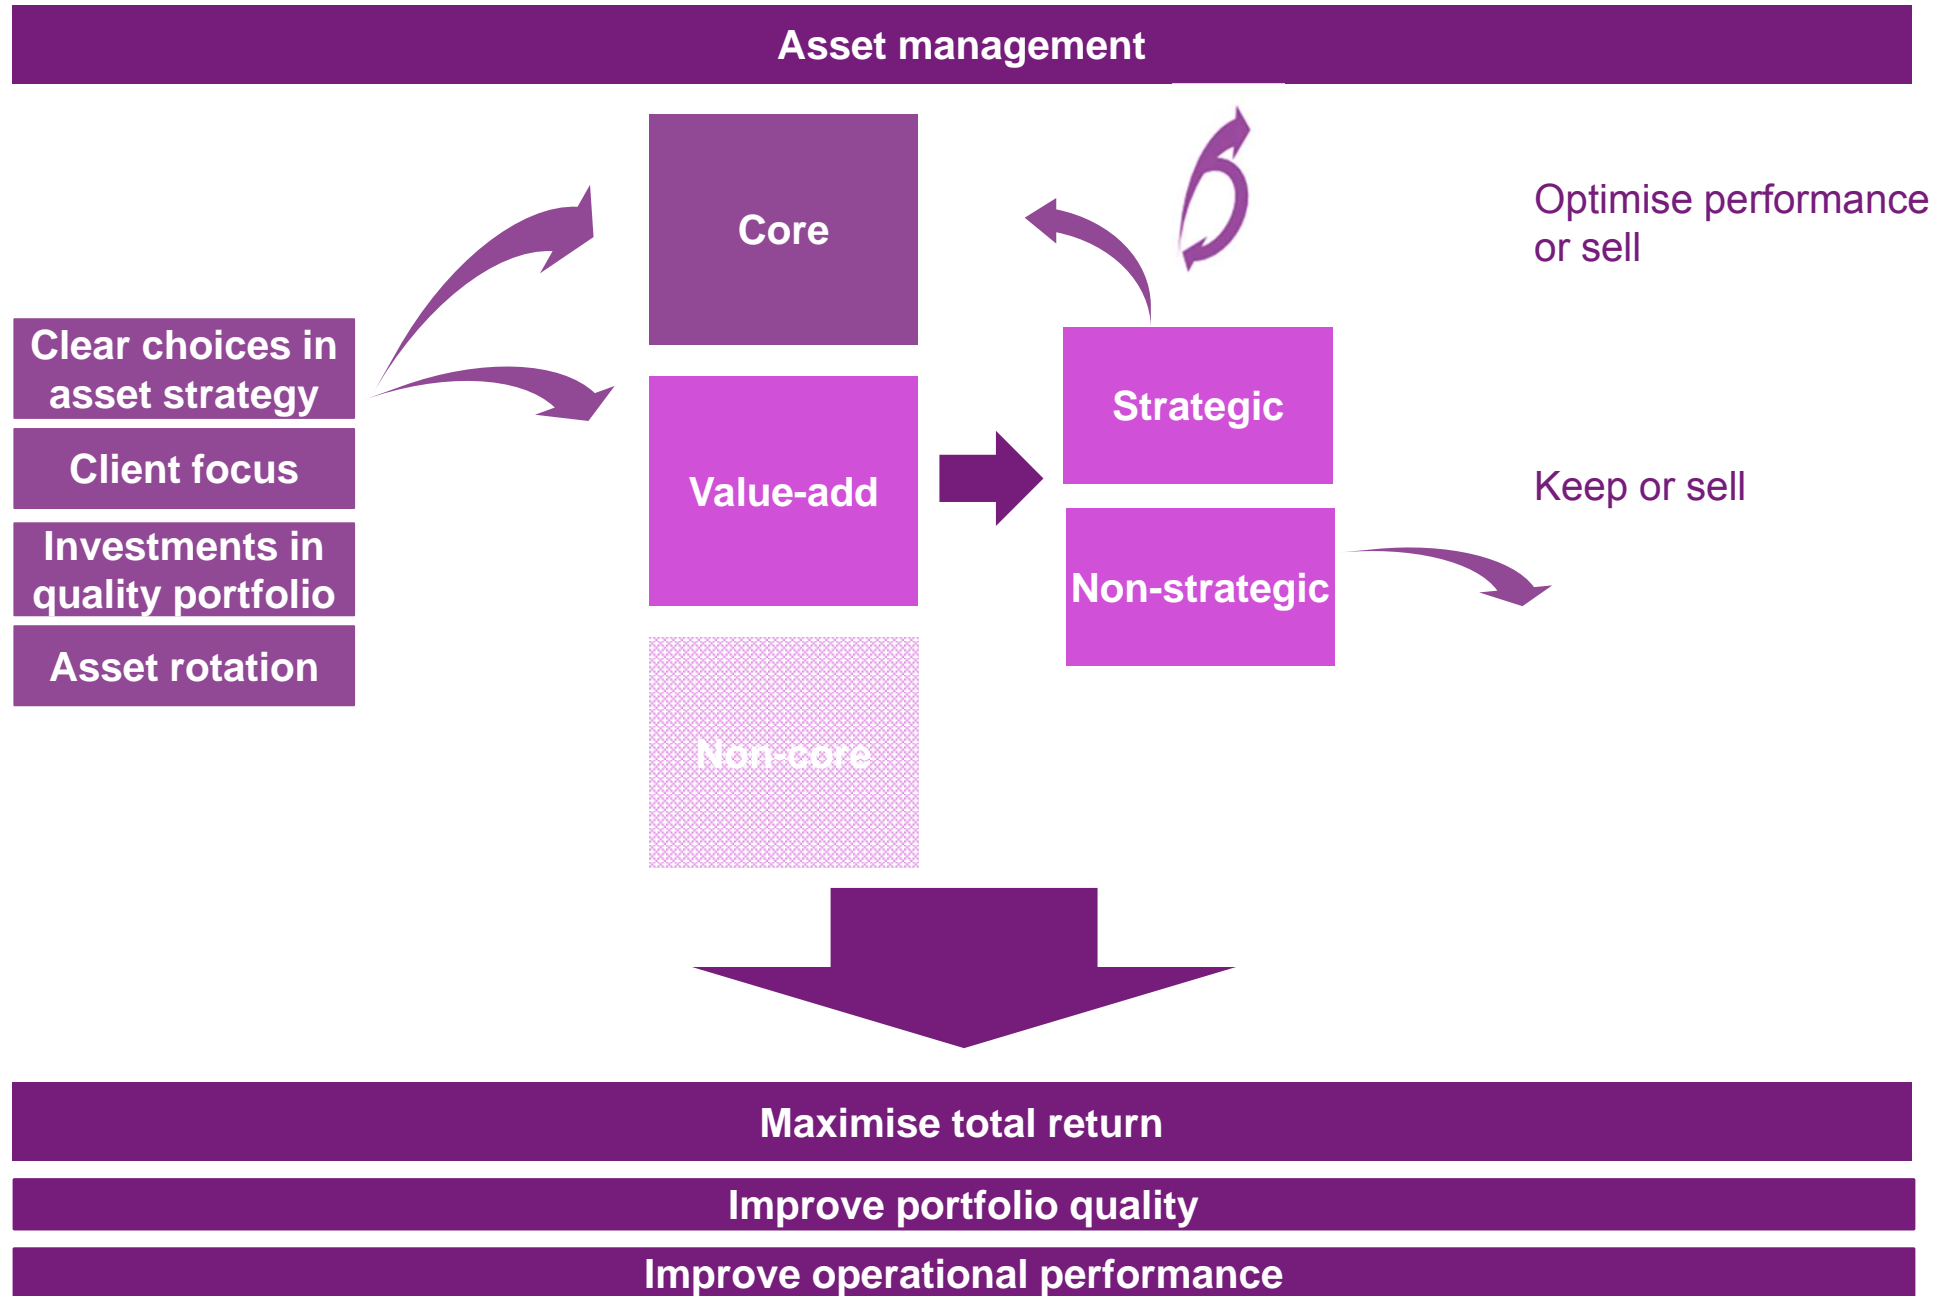 Asset management
Core
Optimise performance
or sell
Clear choices in
asset strategy
Client focus
Investments in
quality portfolio
Asset rotation
Value-add
Strategic
Non-strategic
Keep or sell
Non-core
Maximise total return
Improve portfolio quality
Improve operational performance